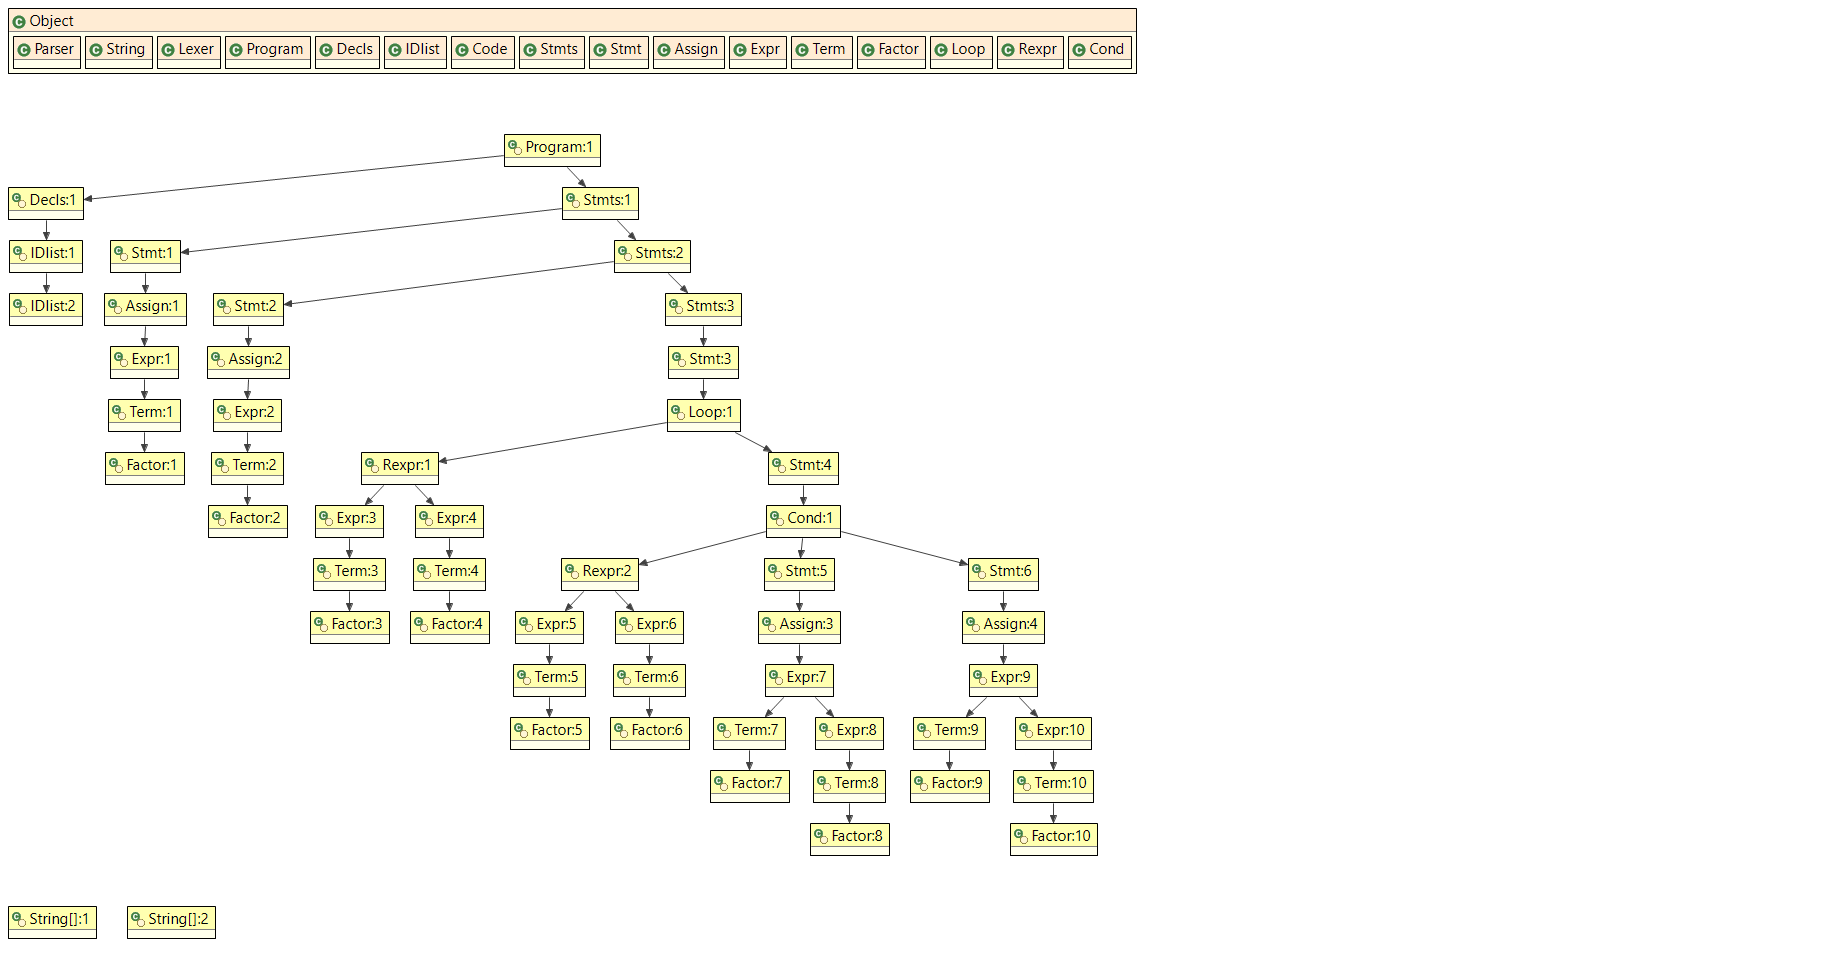 Object
Parser String Lexer Program Decls IDlist Code Stmts Stmt Assign Expr Term Factor Loop Rexpr Cond
Program:1
Decls:1 Stmts:1
IDlist:1 Stmt:1 Stmts:2
IDlist:2 Assign:1 Stmt:2 Stmts:3
Expr:1 Assign:2 Stmt:3
Term:1 Expr:2 Loop:1
Factor:1 Term:2 Rexpr:1 Stmt:4
Factor:2 Expr:3 Expr:4 Cond:1
Term:3 Term:4 Rexpr:2 Stmt:5 Stmt:6
Factor:3 Factor:4 Expr:5 Expr:6 Assign:3 Assign:4
Term:5 Term:6 Expr:7 Expr:9
Factor:5 Factor:6 Term:7 Expr:8 Term:9 Expr:10
Factor:7 Term:8 Factor:9 Term:10
Factor:8 Factor:10
String[]:1 String[]:2